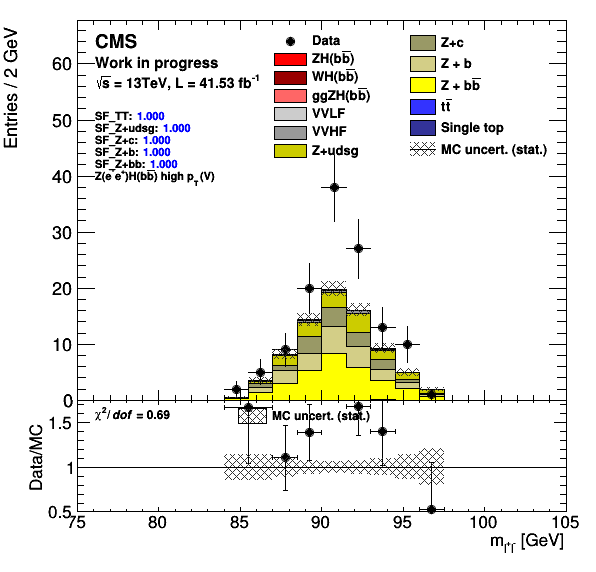 Entries / 2 GeV
CMS
Work in progress
√s = 13TeV, L = 41.53 fb⁻¹
SF_TT: 1.000
SF_Z+udsg: 1.000
SF_Z+c: 1.000
SF_Z+b: 1.000
SF_Z+bb: 1.000
Z(e⁻e⁺)H(bb̅) high p_T(V)
Data
ZH(bb̅)
WH(bb̅)
ggZH(bb̅)
VVLF
VVHF
Z+udsg
Z+c
Z + b
Z + bb̅
tt̅
Single top
MC uncert. (stat.)
60
50
40
30
20
10
0
Data/MC
χ²/dof = 0.69
MC uncert. (stat.)
1.5
1
0.5
75 80 85 90 95 100 105
m_l⁺l⁻ [GeV]